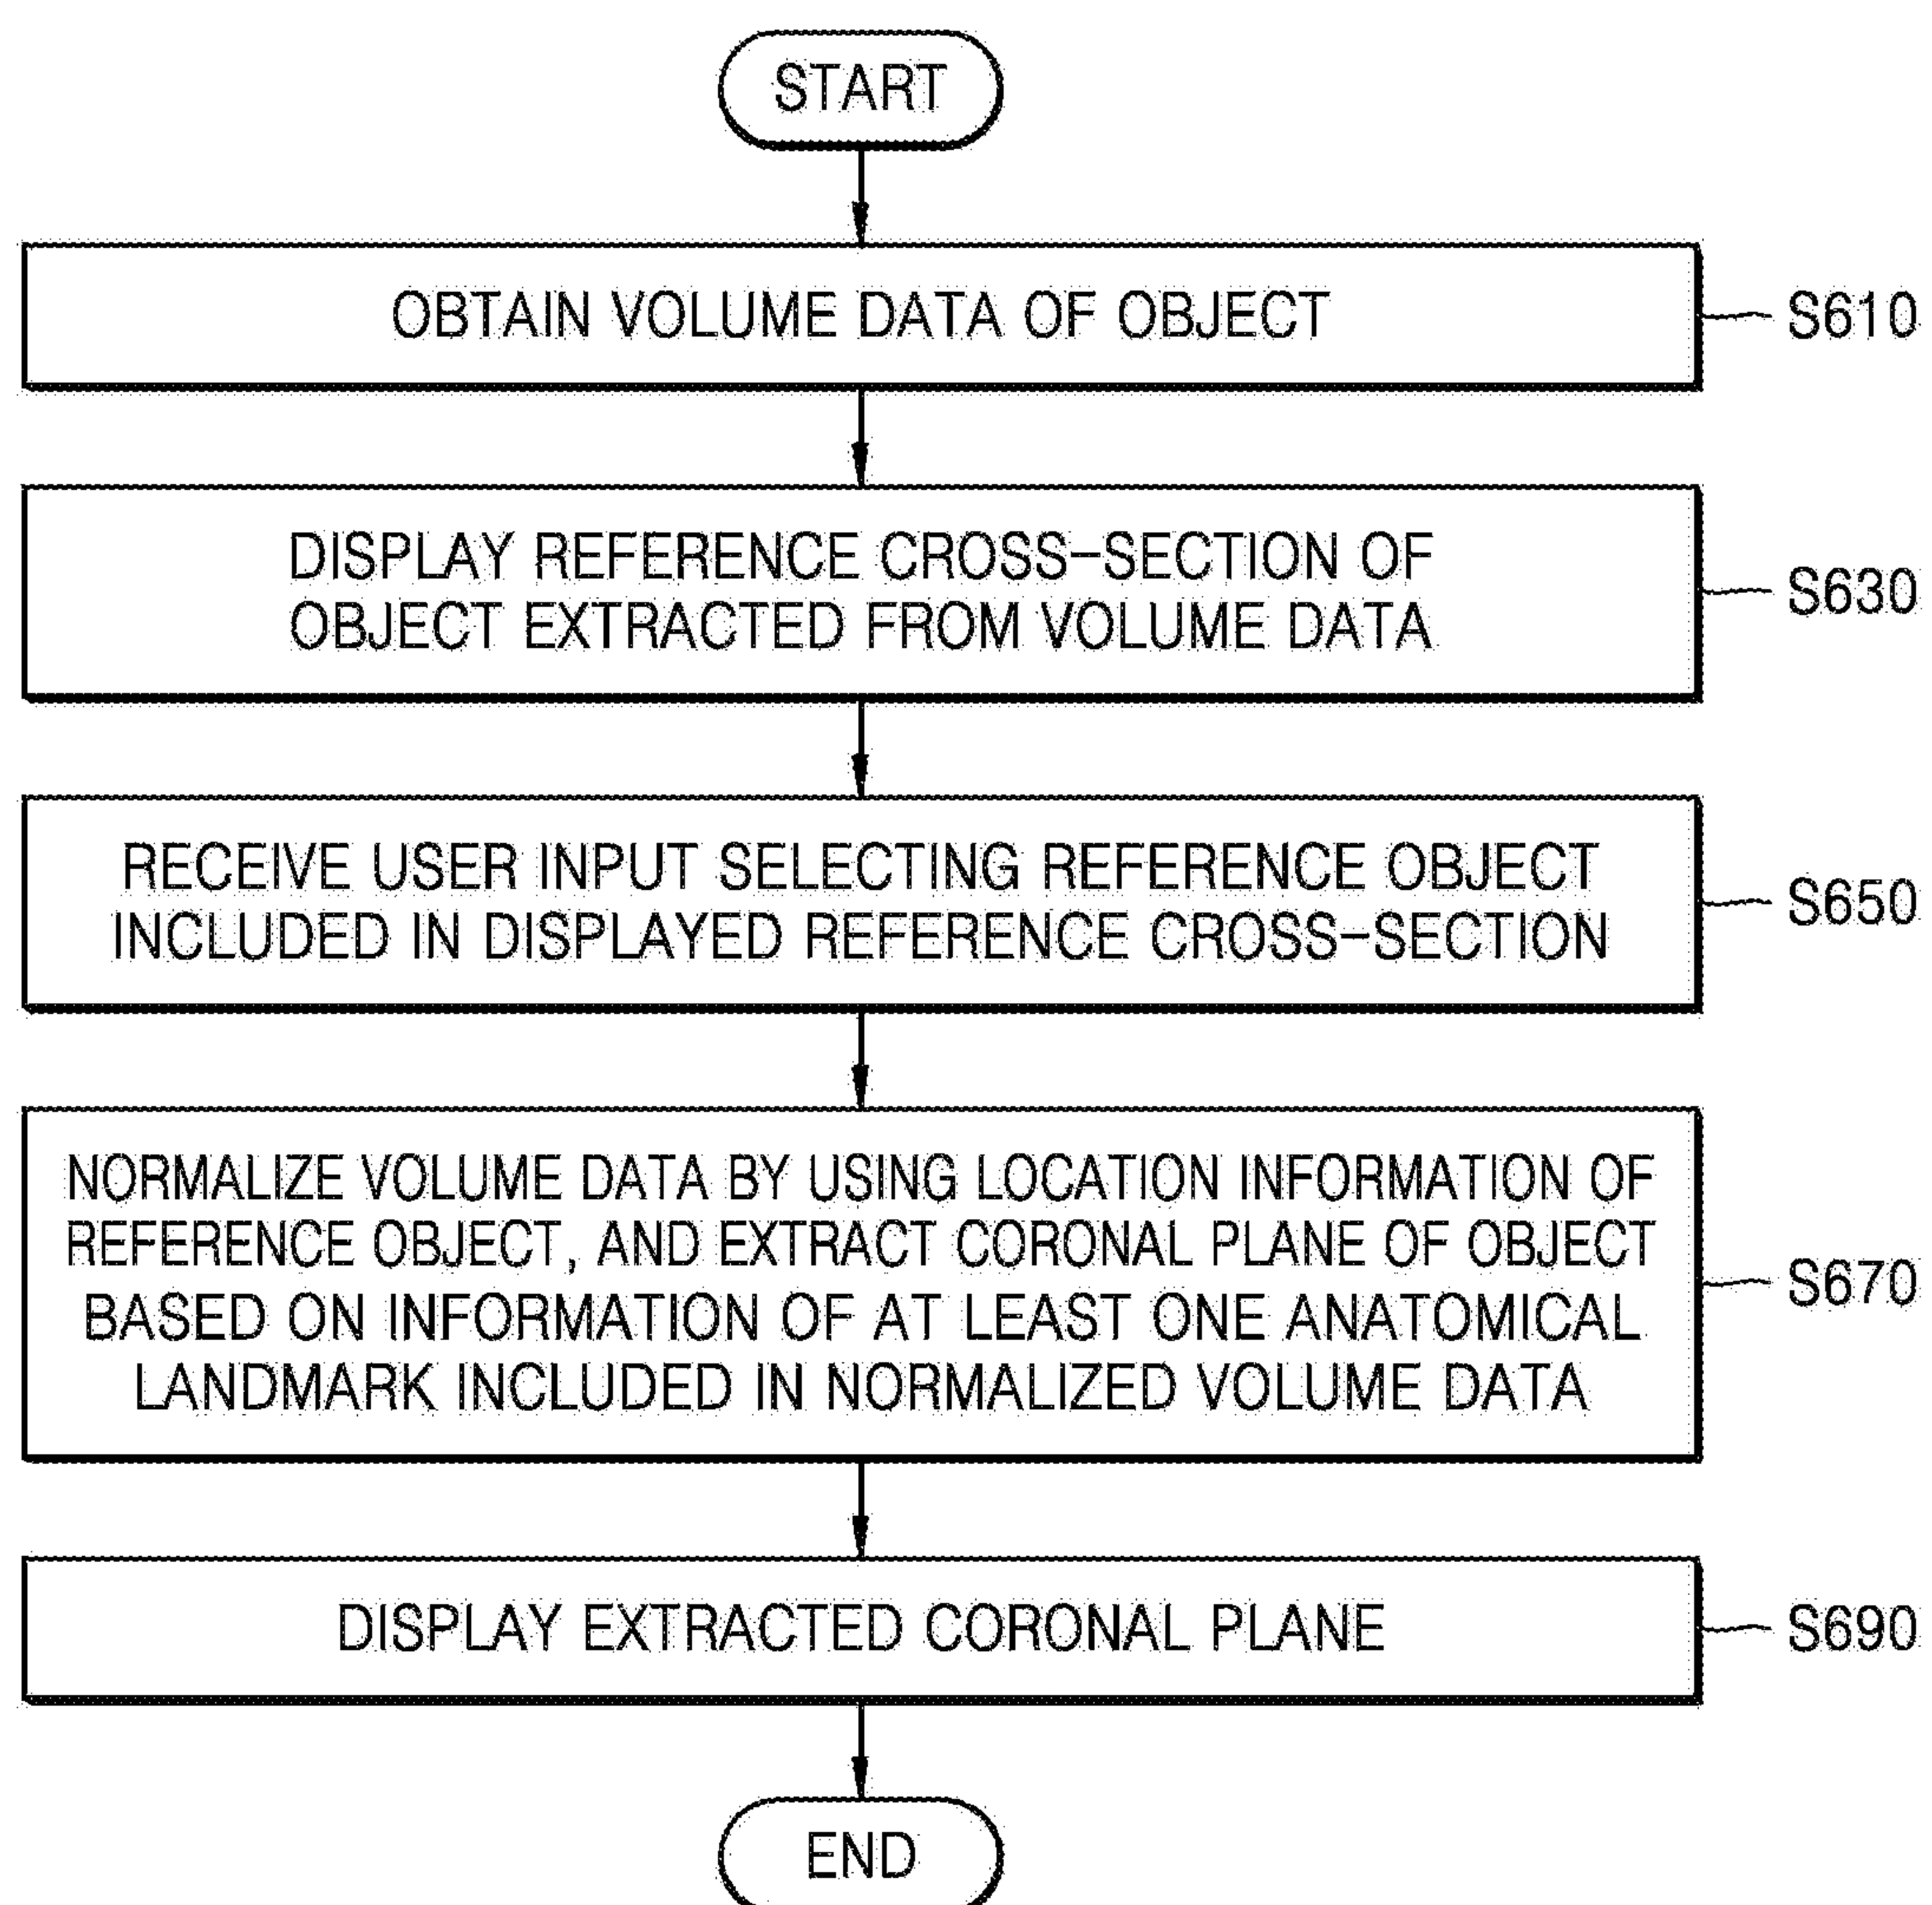 START
OBTAIN VOLUME DATA OF OBJECT
S610
DISPLAY REFERENCE CROSS-SECTION OF
OBJECT EXTRACTED FROM VOLUME DATA
S630
RECEIVE USER INPUT SELECTING REFERENCE OBJECT
INCLUDED IN DISPLAYED REFERENCE CROSS-SECTION
S650
NORMALIZE VOLUME DATA BY USING LOCATION INFORMATION OF
REFERENCE OBJECT, AND EXTRACT CORONAL PLANE OF OBJECT
BASED ON INFORMATION OF AT LEAST ONE ANATOMICAL
LANDMARK INCLUDED IN NORMALIZED VOLUME DATA
S670
DISPLAY EXTRACTED CORONAL PLANE
S690
END